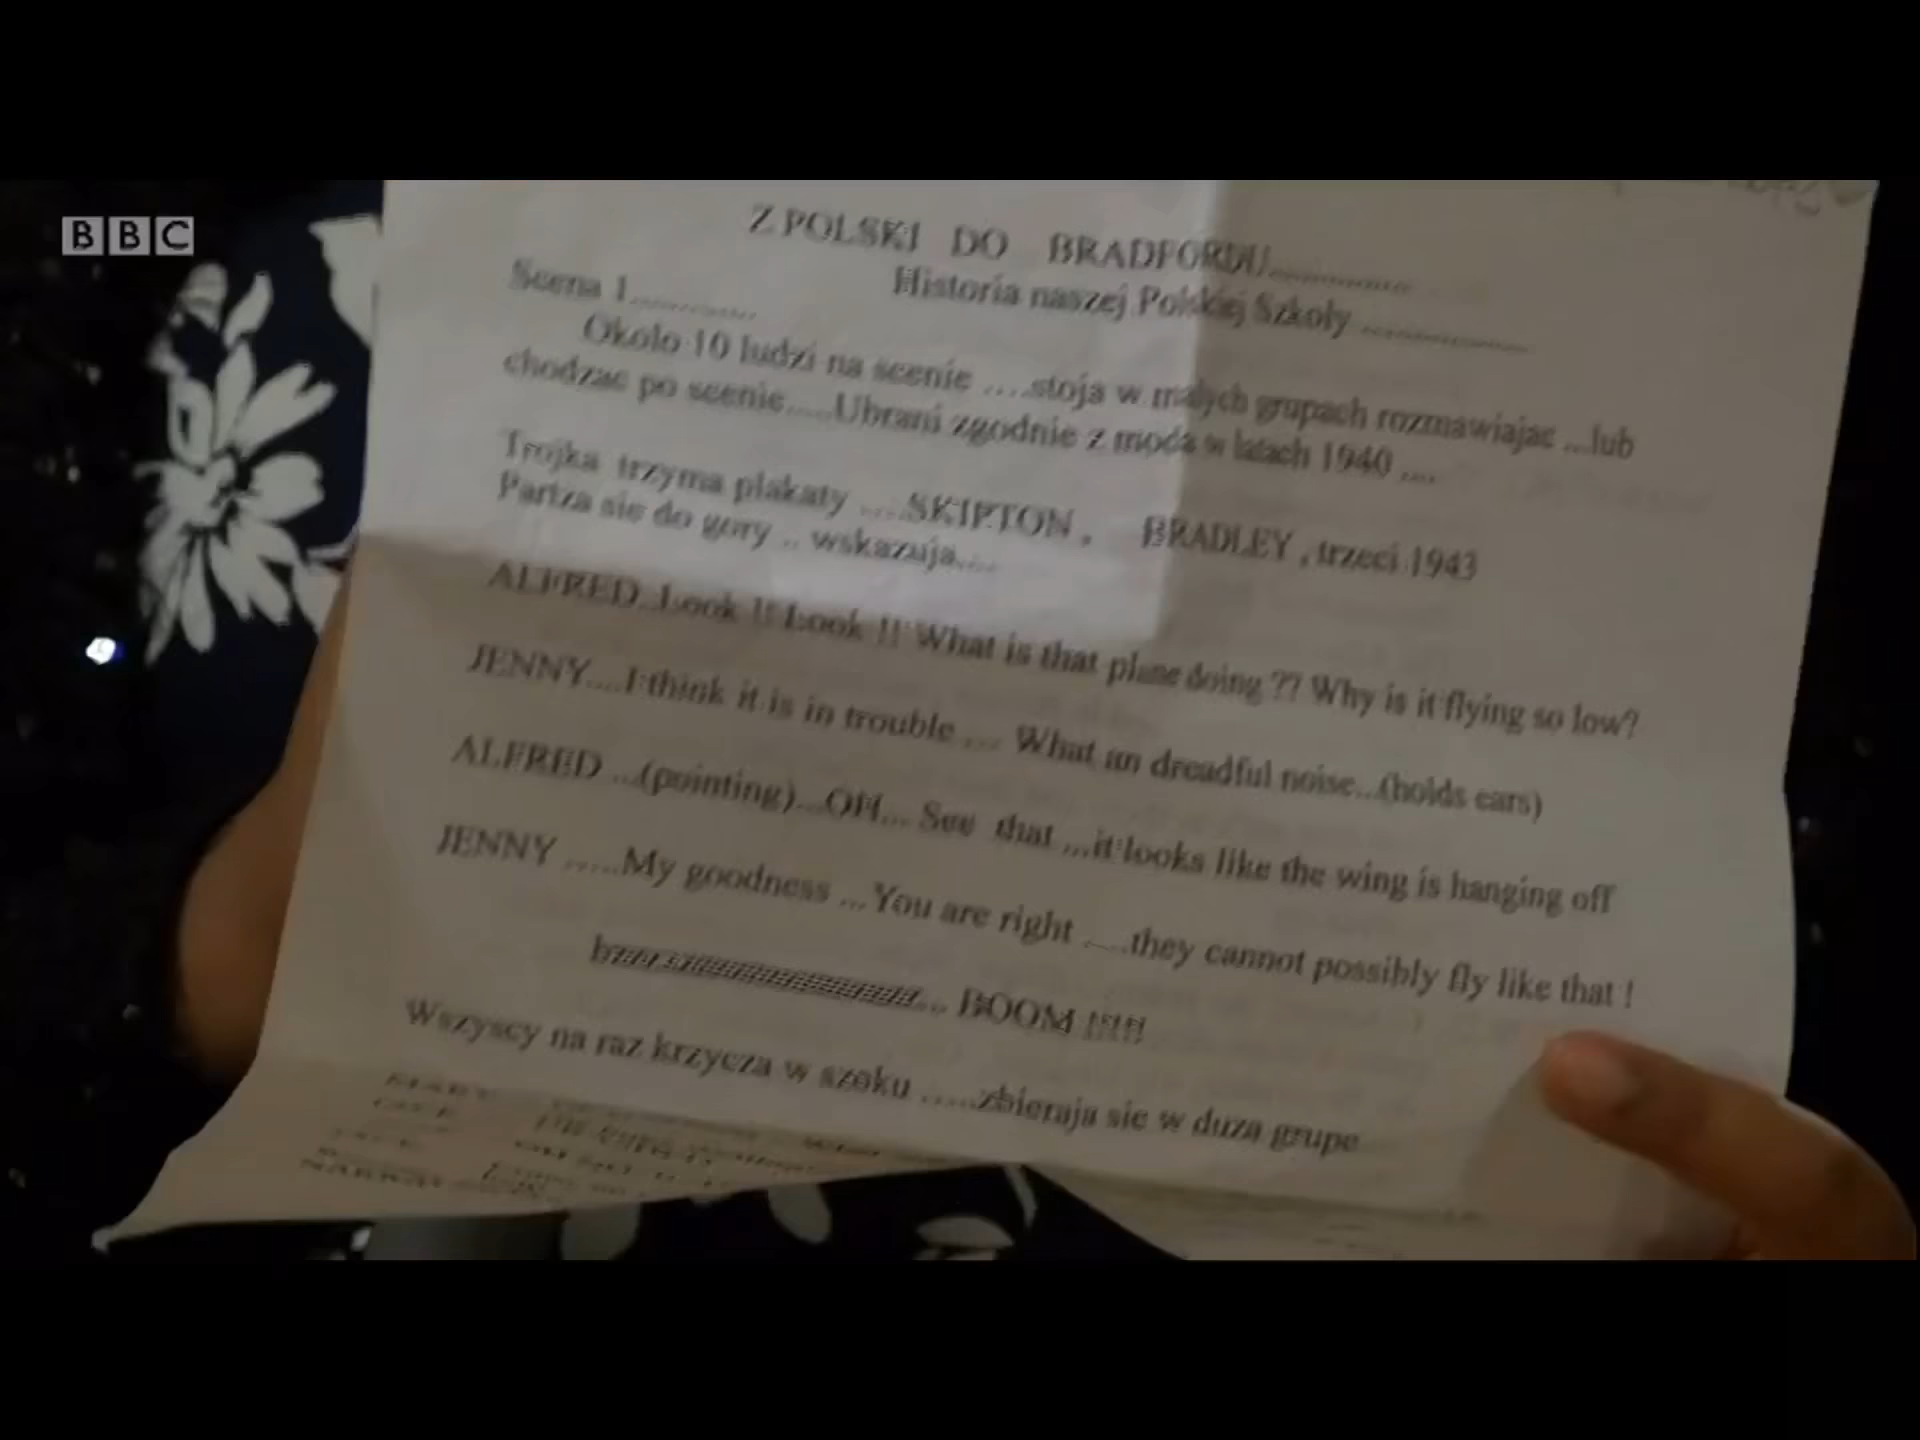 BBC
Z POLSKI DO BRADFORDU..............
Historia naszej Polskiej Szkoly .................
Scena 1.............
Okolo 10 ludzi na scenie ....stoja w malych grupach rozmawiajac ...lub
chodzac po scenie.....Ubrani zgodnie z moda w latach 1940 ....
Trojka trzyma plakaty .....SKIPTON , BRADLEY , trzeci 1943
Partza sie do gory .. wskazuja....
ALFRED..Look !! Look !! What is that plane doing ?? Why is it flying so low?
JENNY....I think it is in trouble .... What an dreadful noise...(holds ears)
ALFRED ...(pointing)...OH... See that ...it looks like the wing is hanging off
JENNY .....My goodness ...You are right .....they cannot possibly fly like that !
BOOM !!!!!
Wszyscy na raz krzycza w szoku .....zbieraja sie w duza grupe